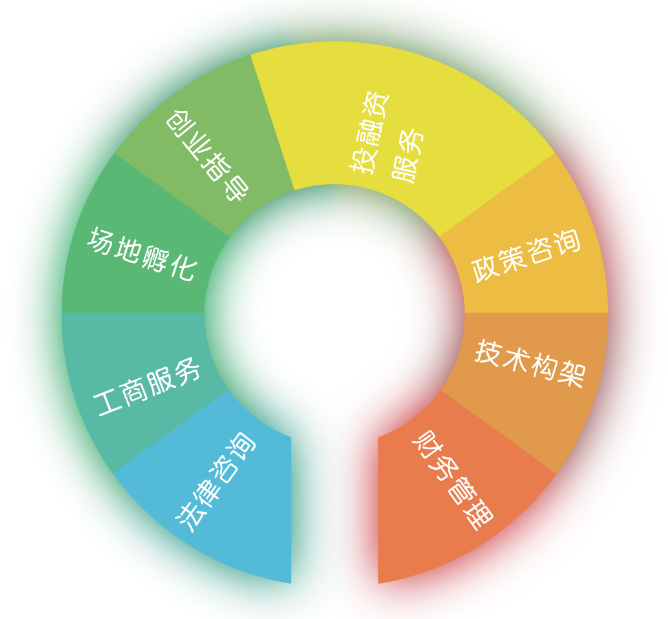 创业指导
投融资
服务
场地孵化
政策咨询
工商服务
技术构架
法律咨询
财务管理